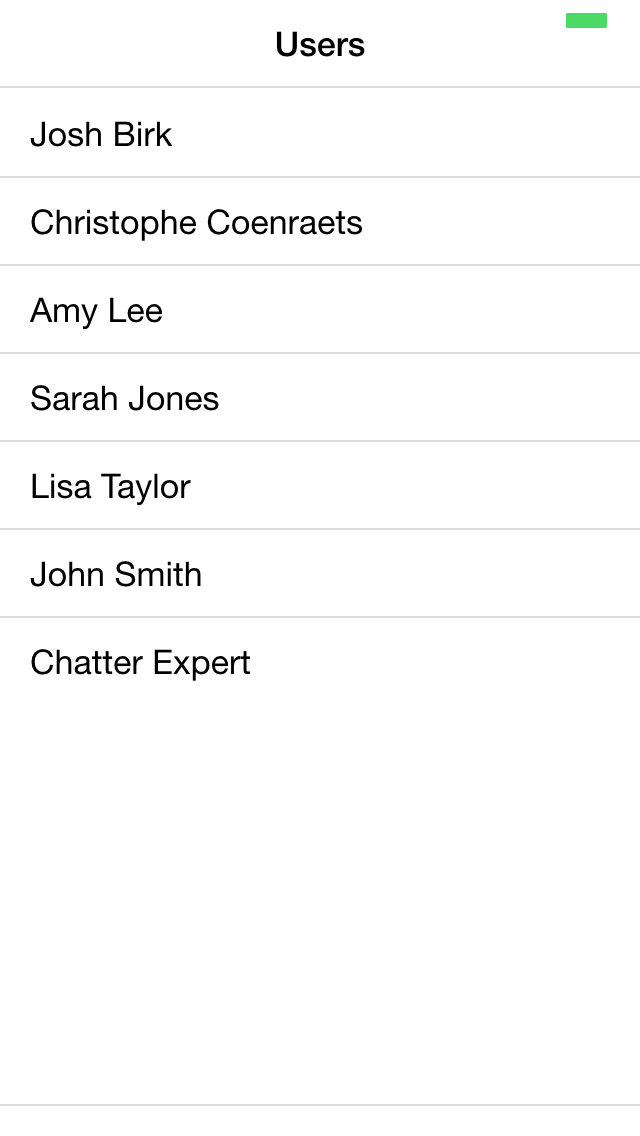 Users
Josh Birk
Christophe Coenraets
Amy Lee
Sarah Jones
Lisa Taylor
John Smith
Chatter Expert